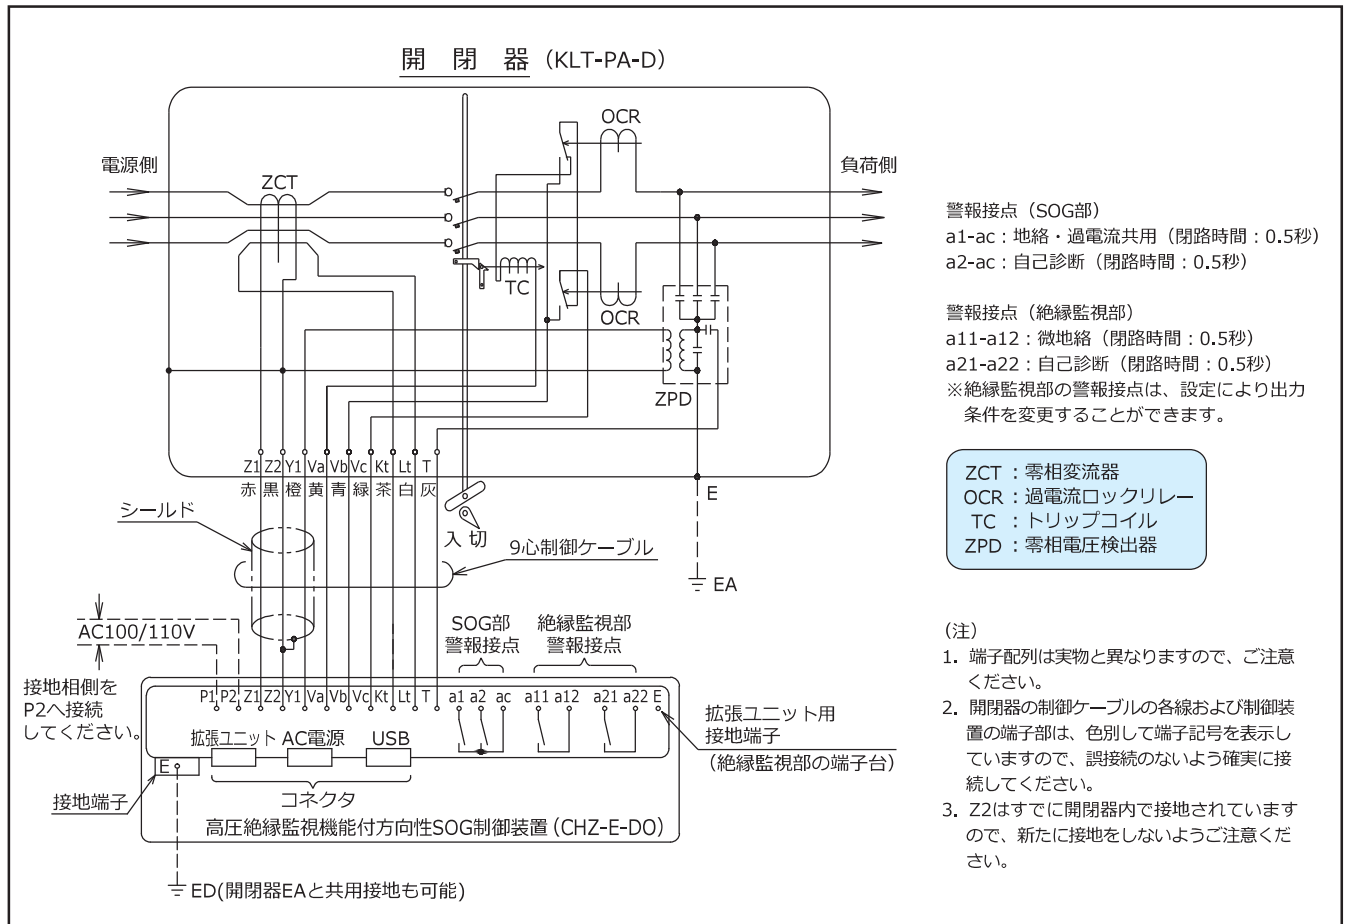 開閉器 (KLT-PA-D)
OCR
電源側
負荷側
ZCT
TC
OCR
ZPD
Z1 Z2 Y1 Va Vb Vc Kt Lt T
赤 黒 橙 黄 青 緑 茶 白 灰
E
シールド
入 切
9心制御ケーブル
EA
AC100/110V
SOG部
警報接点
絶縁監視部
警報接点
接地相側を
P2へ接続
してください。
P1 P2 Z1 Z2 Y1 Va Vb Vc Kt Lt T a1 a2 ac a11 a12 a21 a22 E
拡張ユニット用
接地端子
(絶縁監視部の端子台)
拡張ユニット AC電源 USB
E
接地端子
コネクタ
高圧絶縁監視機能付方向性SOG制御装置(CHZ-E-DO)
ED(開閉器EAと共用接地も可能)
警報接点(SOG部)
a1-ac:地絡・過電流共用(閉路時間:0.5秒)
a2-ac:自己診断(閉路時間:0.5秒)
警報接点(絶縁監視部)
a11-a12:微地絡(閉路時間:0.5秒)
a21-a22:自己診断(閉路時間:0.5秒)
※絶縁監視部の警報接点は、設定により出力
条件を変更することができます。
ZCT:零相変流器
OCR:過電流ロックリレー
TC:トリップコイル
ZPD:零相電圧検出器
(注)
1. 端子配列は実物と異なりますので、ご注意
ください。
2. 開閉器の制御ケーブルの各線および制御装
置の端子部は、色別して端子記号を表示し
ていますので、誤接続のないよう確実に接
続してください。
3. Z2はすでに開閉器内で接地されています
ので、新たに接地をしないようご注意くだ
さい。